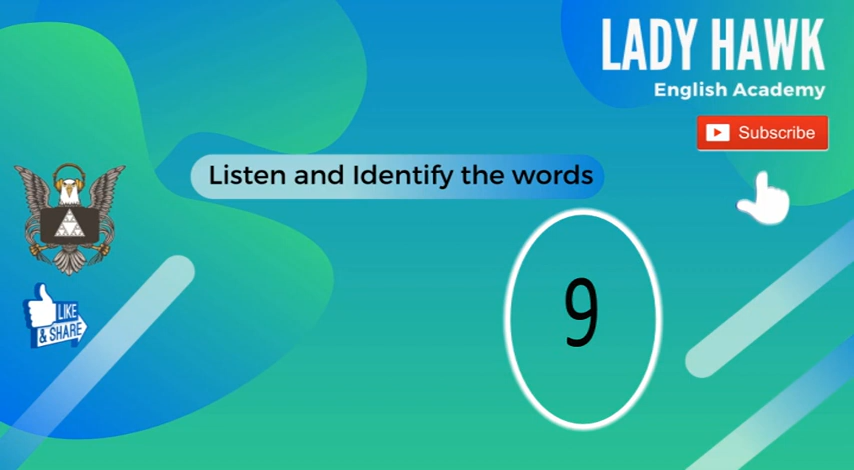 LADY HAWK
English Academy
Subscribe
Listen and Identify the words
9
LIKE
& SHARE